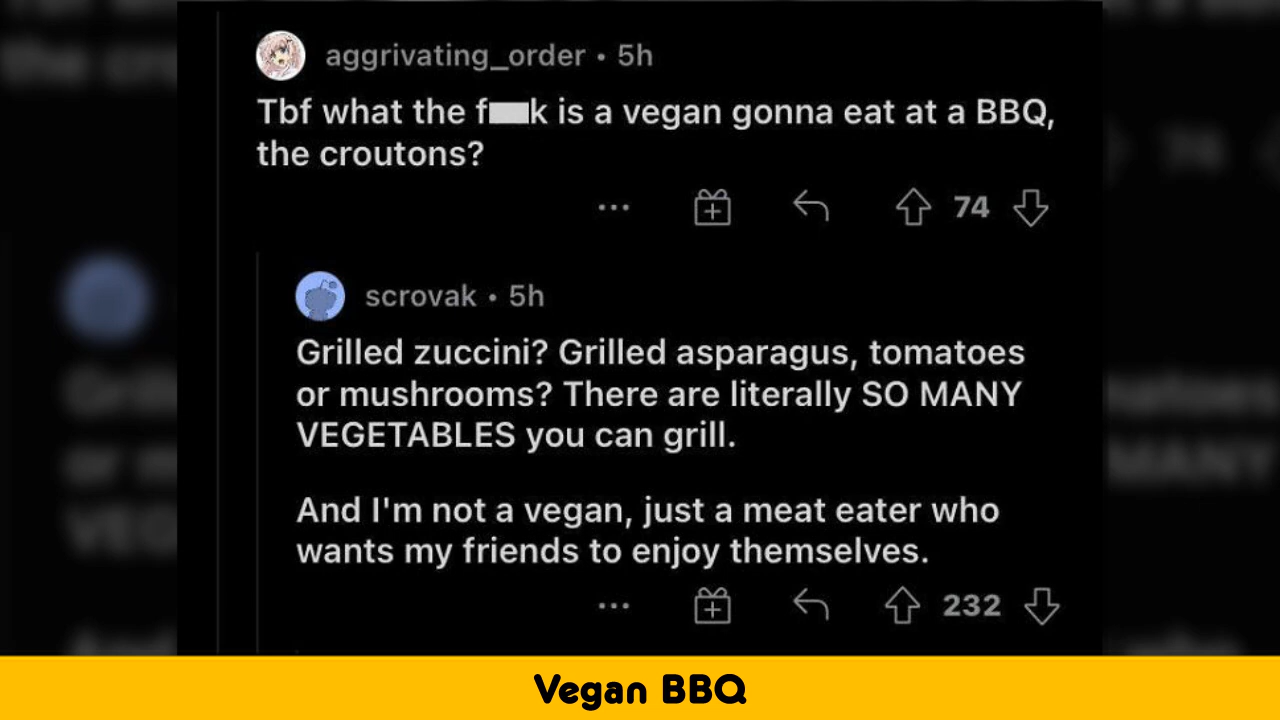 aggrivating_order • 5h
Tbf what the f██k is a vegan gonna eat at a BBQ,
the croutons?
74
scrovak • 5h
Grilled zuccini? Grilled asparagus, tomatoes
or mushrooms? There are literally SO MANY
VEGETABLES you can grill.
And I'm not a vegan, just a meat eater who
wants my friends to enjoy themselves.
232
Vegan BBQ